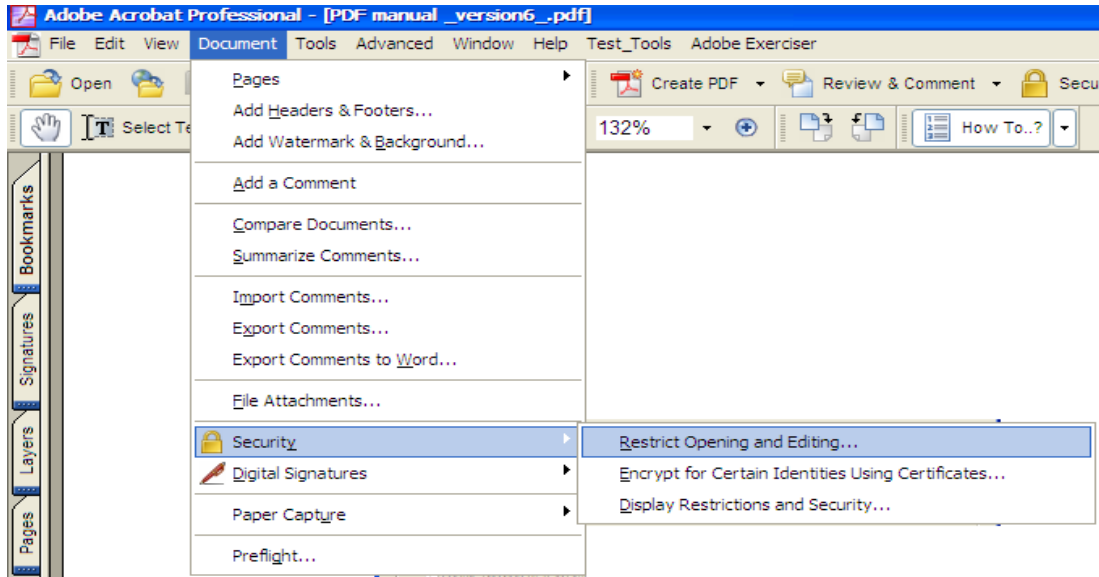 Adobe Acrobat Professional - [PDF manual _version6_.pdf]
File Edit View Document Tools Advanced Window Help Test_Tools Adobe Exerciser
Open Create PDF Review & Comment Secu
Select Te 132% How To..?
Pages
Add Headers & Footers...
Add Watermark & Background...
Add a Comment
Compare Documents...
Summarize Comments...
Import Comments...
Export Comments...
Export Comments to Word...
File Attachments...
Security
Digital Signatures
Paper Capture
Preflight...
Restrict Opening and Editing...
Encrypt for Certain Identities Using Certificates...
Display Restrictions and Security...
Bookmarks
Signatures
Layers
Pages